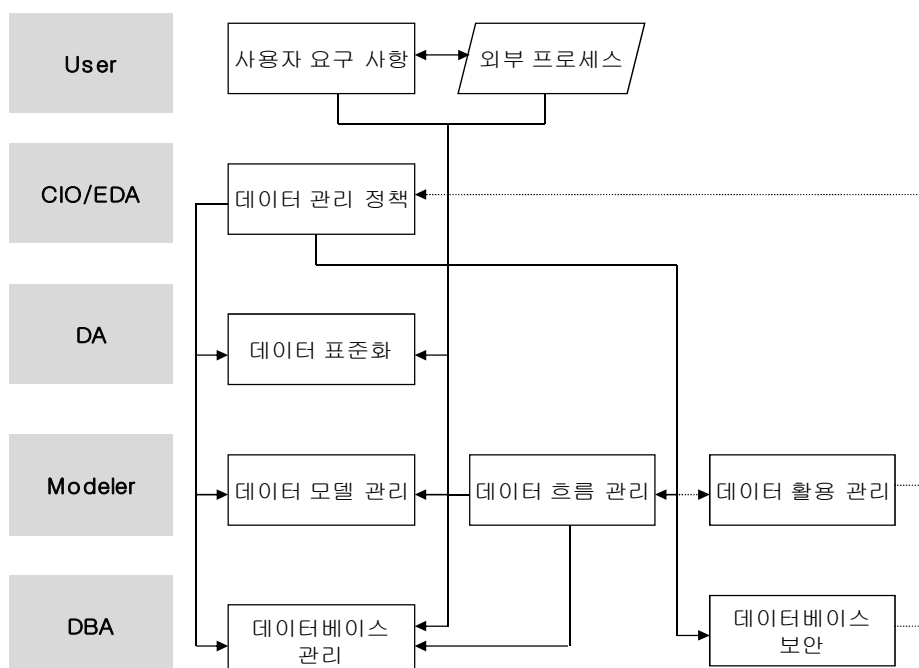 User
사용자 요구 사항
외부 프로세스
CIO/EDA
데이터 관리 정책
DA
데이터 표준화
Modeler
데이터 모델 관리
데이터 흐름 관리
데이터 활용 관리
DBA
데이터베이스
관리
데이터베이스
보안